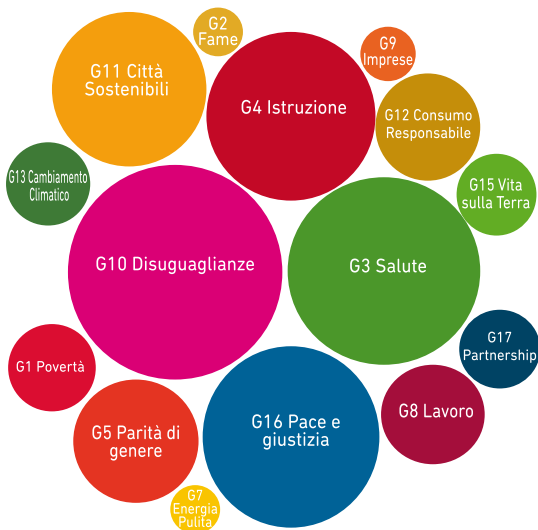 G2
Fame
G9
Imprese
G11 Città
Sostenibili
G4 Istruzione
G12 Consumo
Responsabile
G13 Cambiamento
Climatico
G15 Vita
sulla Terra
G10 Disuguaglianze
G3 Salute
G17
Partnership
G1 Povertà
G8 Lavoro
G5 Parità di
genere
G16 Pace e
giustizia
G7
Energia
Pulita